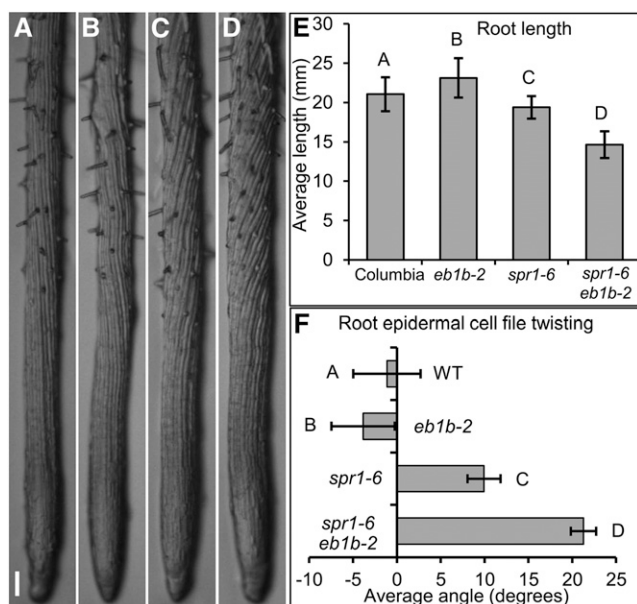 A B C D
E
Root length
Average length (mm)
30
25
20
15
10
5
0
A
B
C
D
Columbia
eb1b-2
spr1-6
spr1-6
eb1b-2
F
Root epidermal cell file twisting
A WT
B eb1b-2
spr1-6 C
spr1-6
eb1b-2
D
-10 -5 0 5 10 15 20 25
Average angle (degrees)